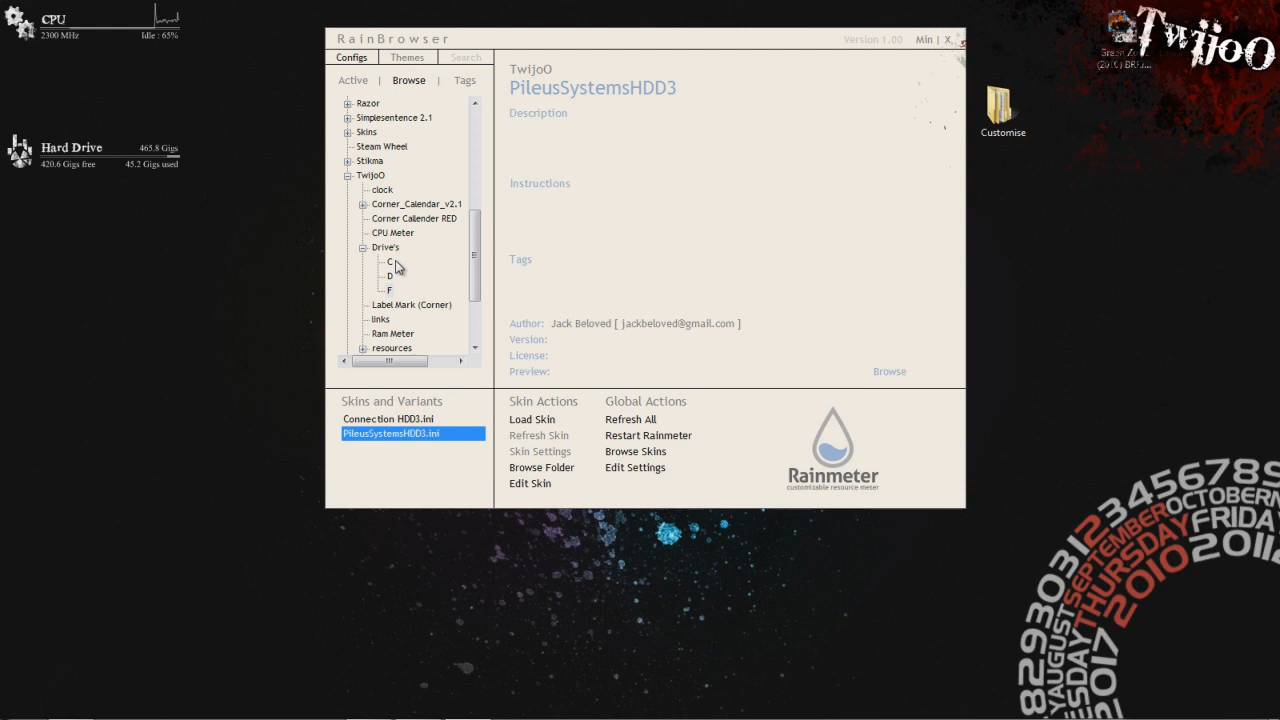 CPU
2300 MHz
Idle : 65%
Hard Drive
465.8 Gigs
420.6 Gigs free
45.2 Gigs used
RainBrowser
Version 1.00
Min | X
Configs
Themes
Search
Active | Browse | Tags
Razor
Simplesentence 2.1
Skins
Steam Wheel
Stikma
TwijoO
clock
Corner_Calendar_v2.1
Corner Callender RED
CPU Meter
Drive's
C
D
F
Label Mark (Corner)
links
Ram Meter
resources
TwijoO
PileusSystemsHDD3
Description
Instructions
Tags
Author: Jack Beloved [ jackbeloved@gmail.com ]
Version:
License:
Preview:
Browse
Skins and Variants
Connection HDD3.ini
PileusSystemsHDD3.ini
Skin Actions
Load Skin
Refresh Skin
Skin Settings
Browse Folder
Edit Skin
Global Actions
Refresh All
Restart Rainmeter
Browse Skins
Edit Settings
Rainmeter
customizable resource meter
TwijoO
(2010) BRRi...
Customise
82930311 2345678
AUGUST SEPTEMBER OCTOBER
THURSDAY FRIDAY
2017 2010 2011